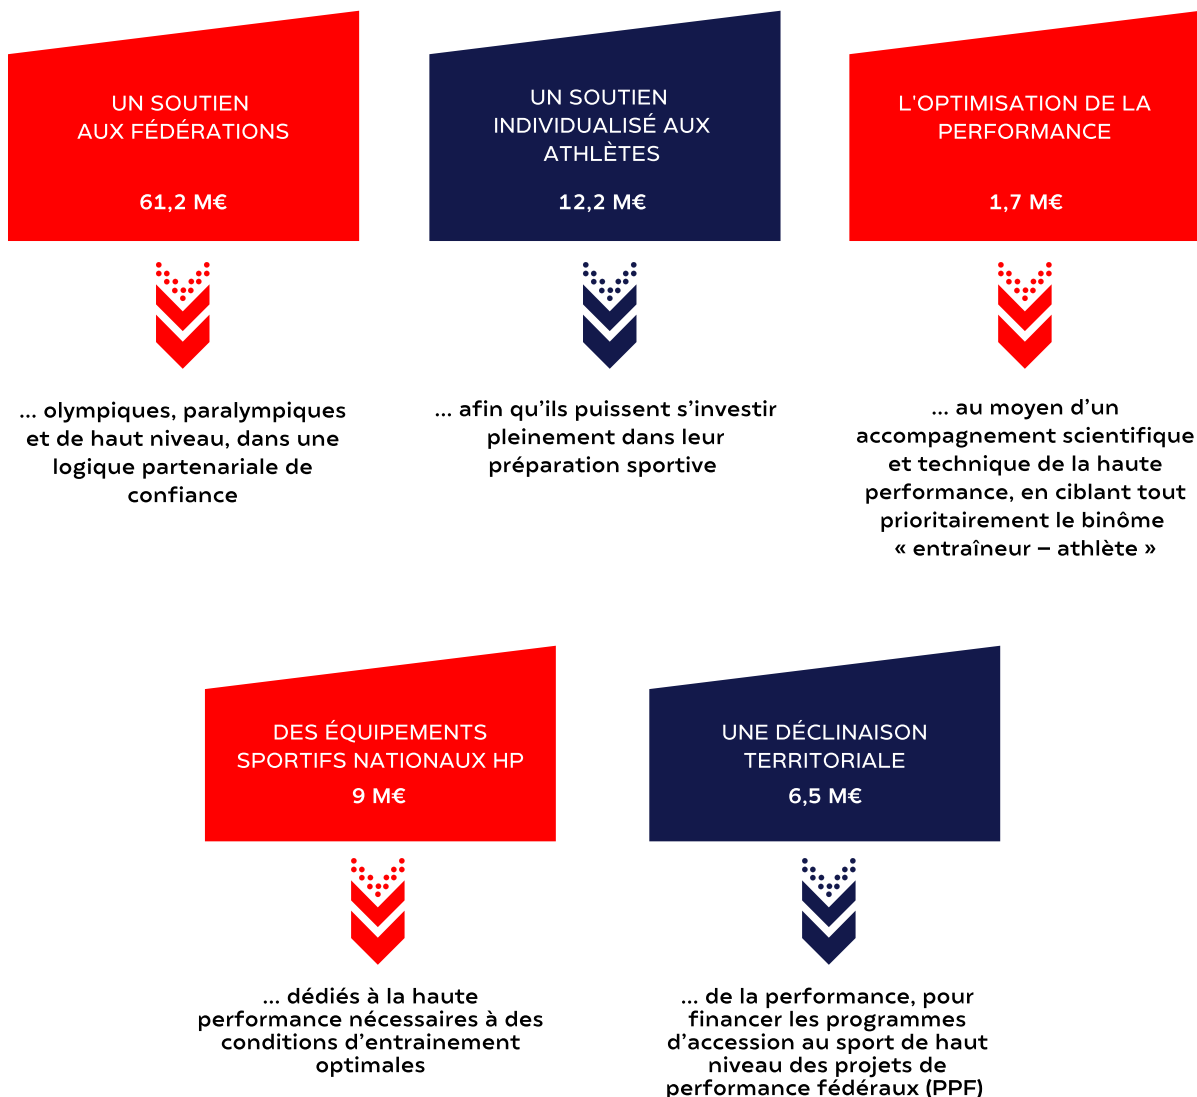 UN SOUTIEN
AUX FÉDÉRATIONS
61,2 M€
... olympiques, paralympiques
et de haut niveau, dans une
logique partenariale de
confiance
UN SOUTIEN
INDIVIDUALISÉ AUX
ATHLÈTES
12,2 M€
... afin qu’ils puissent s’investir
pleinement dans leur
préparation sportive
L'OPTIMISATION DE LA
PERFORMANCE
1,7 M€
... au moyen d’un
accompagnement scientifique
et technique de la haute
performance, en ciblant tout
prioritairement le binôme
« entraîneur – athlète »
DES ÉQUIPEMENTS
SPORTIFS NATIONAUX HP
9 M€
... dédiés à la haute
performance nécessaires à des
conditions d’entrainement
optimales
UNE DÉCLINAISON
TERRITORIALE
6,5 M€
... de la performance, pour
financer les programmes
d’accession au sport de haut
niveau des projets de
performance fédéraux (PPF)